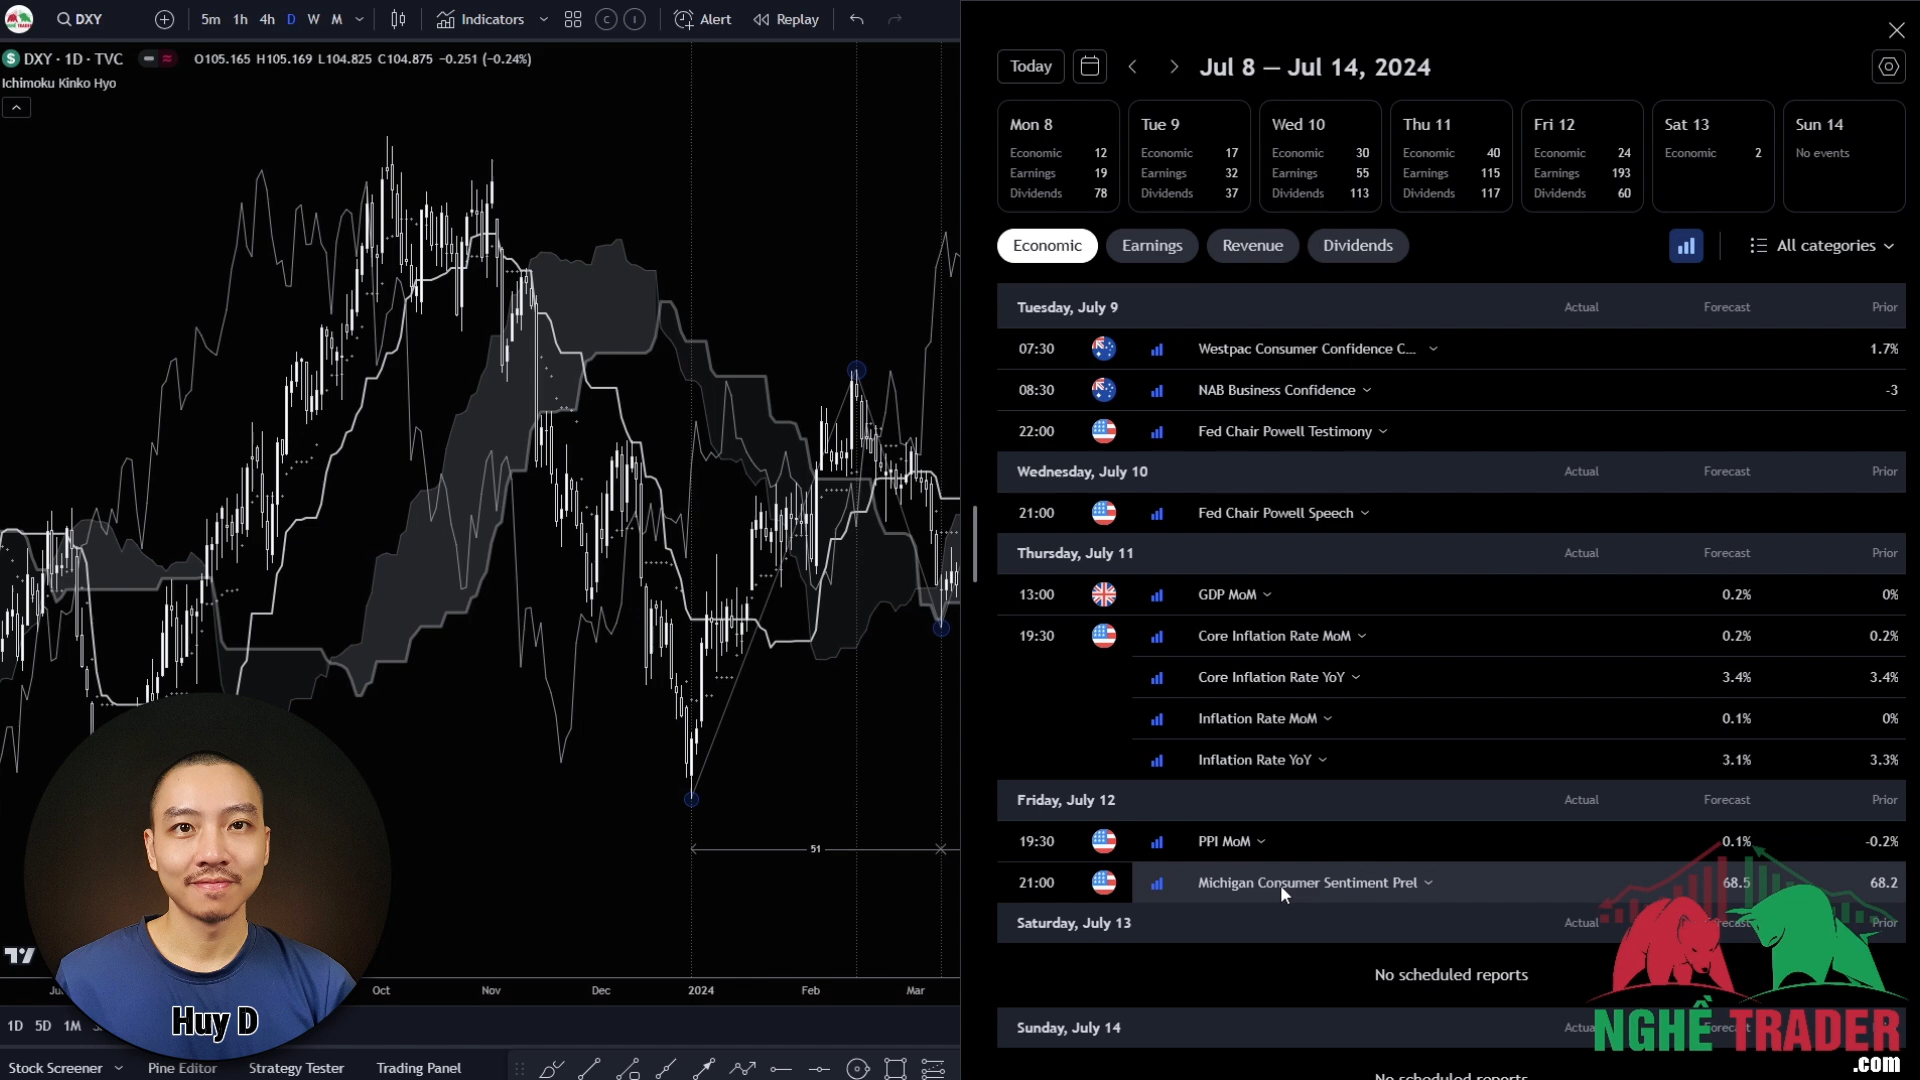 DXY
5m 1h 4h D W M
Indicators
C I
Alert
Replay
DXY · 1D · TVC
O105.165 H105.169 L104.825 C104.875 -0.251 (-0.24%)
Ichimoku Kinko Hyo
51
Oct Nov Dec 2024 Feb Mar
1D 5D 1M
Stock Screener Pine Editor Strategy Tester Trading Panel
Huy D
Today
Jul 8 — Jul 14, 2024
Mon 8
Economic 12
Earnings 19
Dividends 78
Tue 9
Economic 17
Earnings 32
Dividends 37
Wed 10
Economic 30
Earnings 55
Dividends 113
Thu 11
Economic 40
Earnings 115
Dividends 117
Fri 12
Economic 24
Earnings 193
Dividends 60
Sat 13
Economic 2
Sun 14
No events
Economic Earnings Revenue Dividends
All categories
Tuesday, July 9 Actual Forecast Prior
07:30 Westpac Consumer Confidence C... 1.7%
08:30 NAB Business Confidence -3
22:00 Fed Chair Powell Testimony
Wednesday, July 10 Actual Forecast Prior
21:00 Fed Chair Powell Speech
Thursday, July 11 Actual Forecast Prior
13:00 GDP MoM 0.2% 0%
19:30 Core Inflation Rate MoM 0.2% 0.2%
Core Inflation Rate YoY 3.4% 3.4%
Inflation Rate MoM 0.1% 0%
Inflation Rate YoY 3.1% 3.3%
Friday, July 12 Actual Forecast Prior
19:30 PPI MoM 0.1% -0.2%
21:00 Michigan Consumer Sentiment Prel 68.5 68.2
Saturday, July 13 Actual Forecast Prior
No scheduled reports
Sunday, July 14
No scheduled reports
NGHỀ TRADER
.com